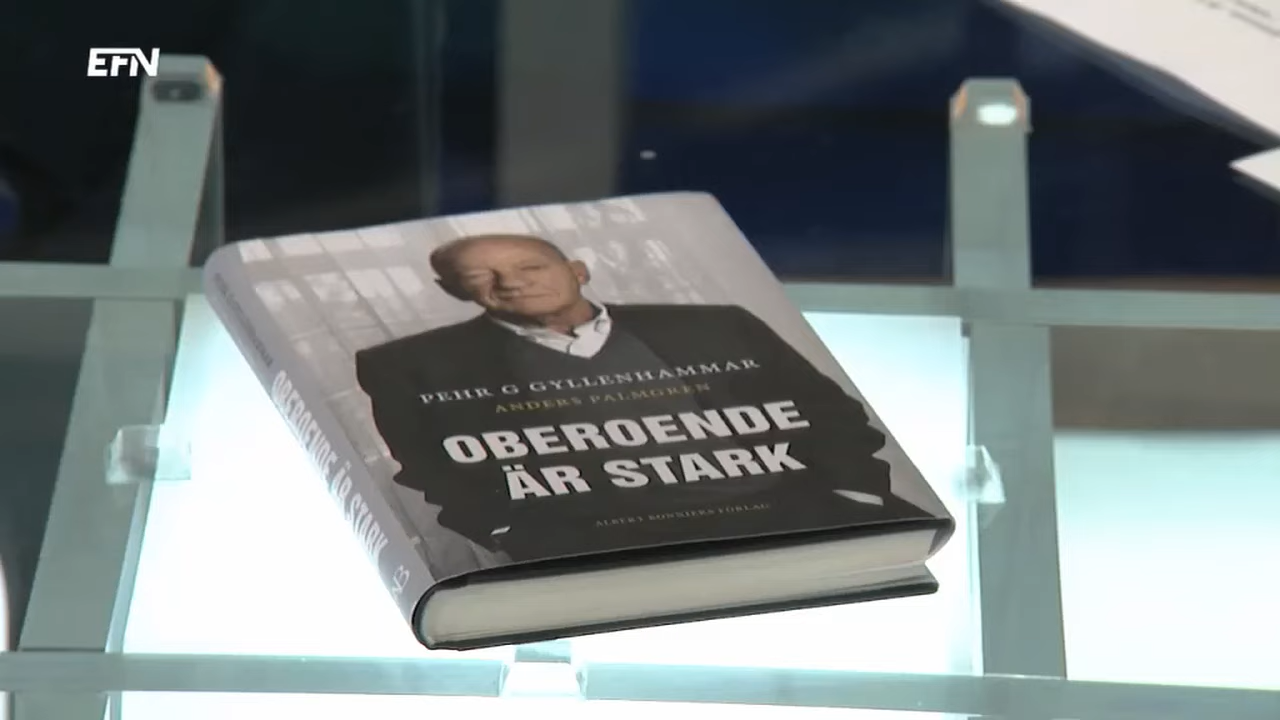 EFN
PEHR G GYLLENHAMMAR
ANDERS PALMGREN
OBEROENDE
ÄR STARK
ALBERT BONNIERS FÖRLAG
OBEROENDE ÄR STARK